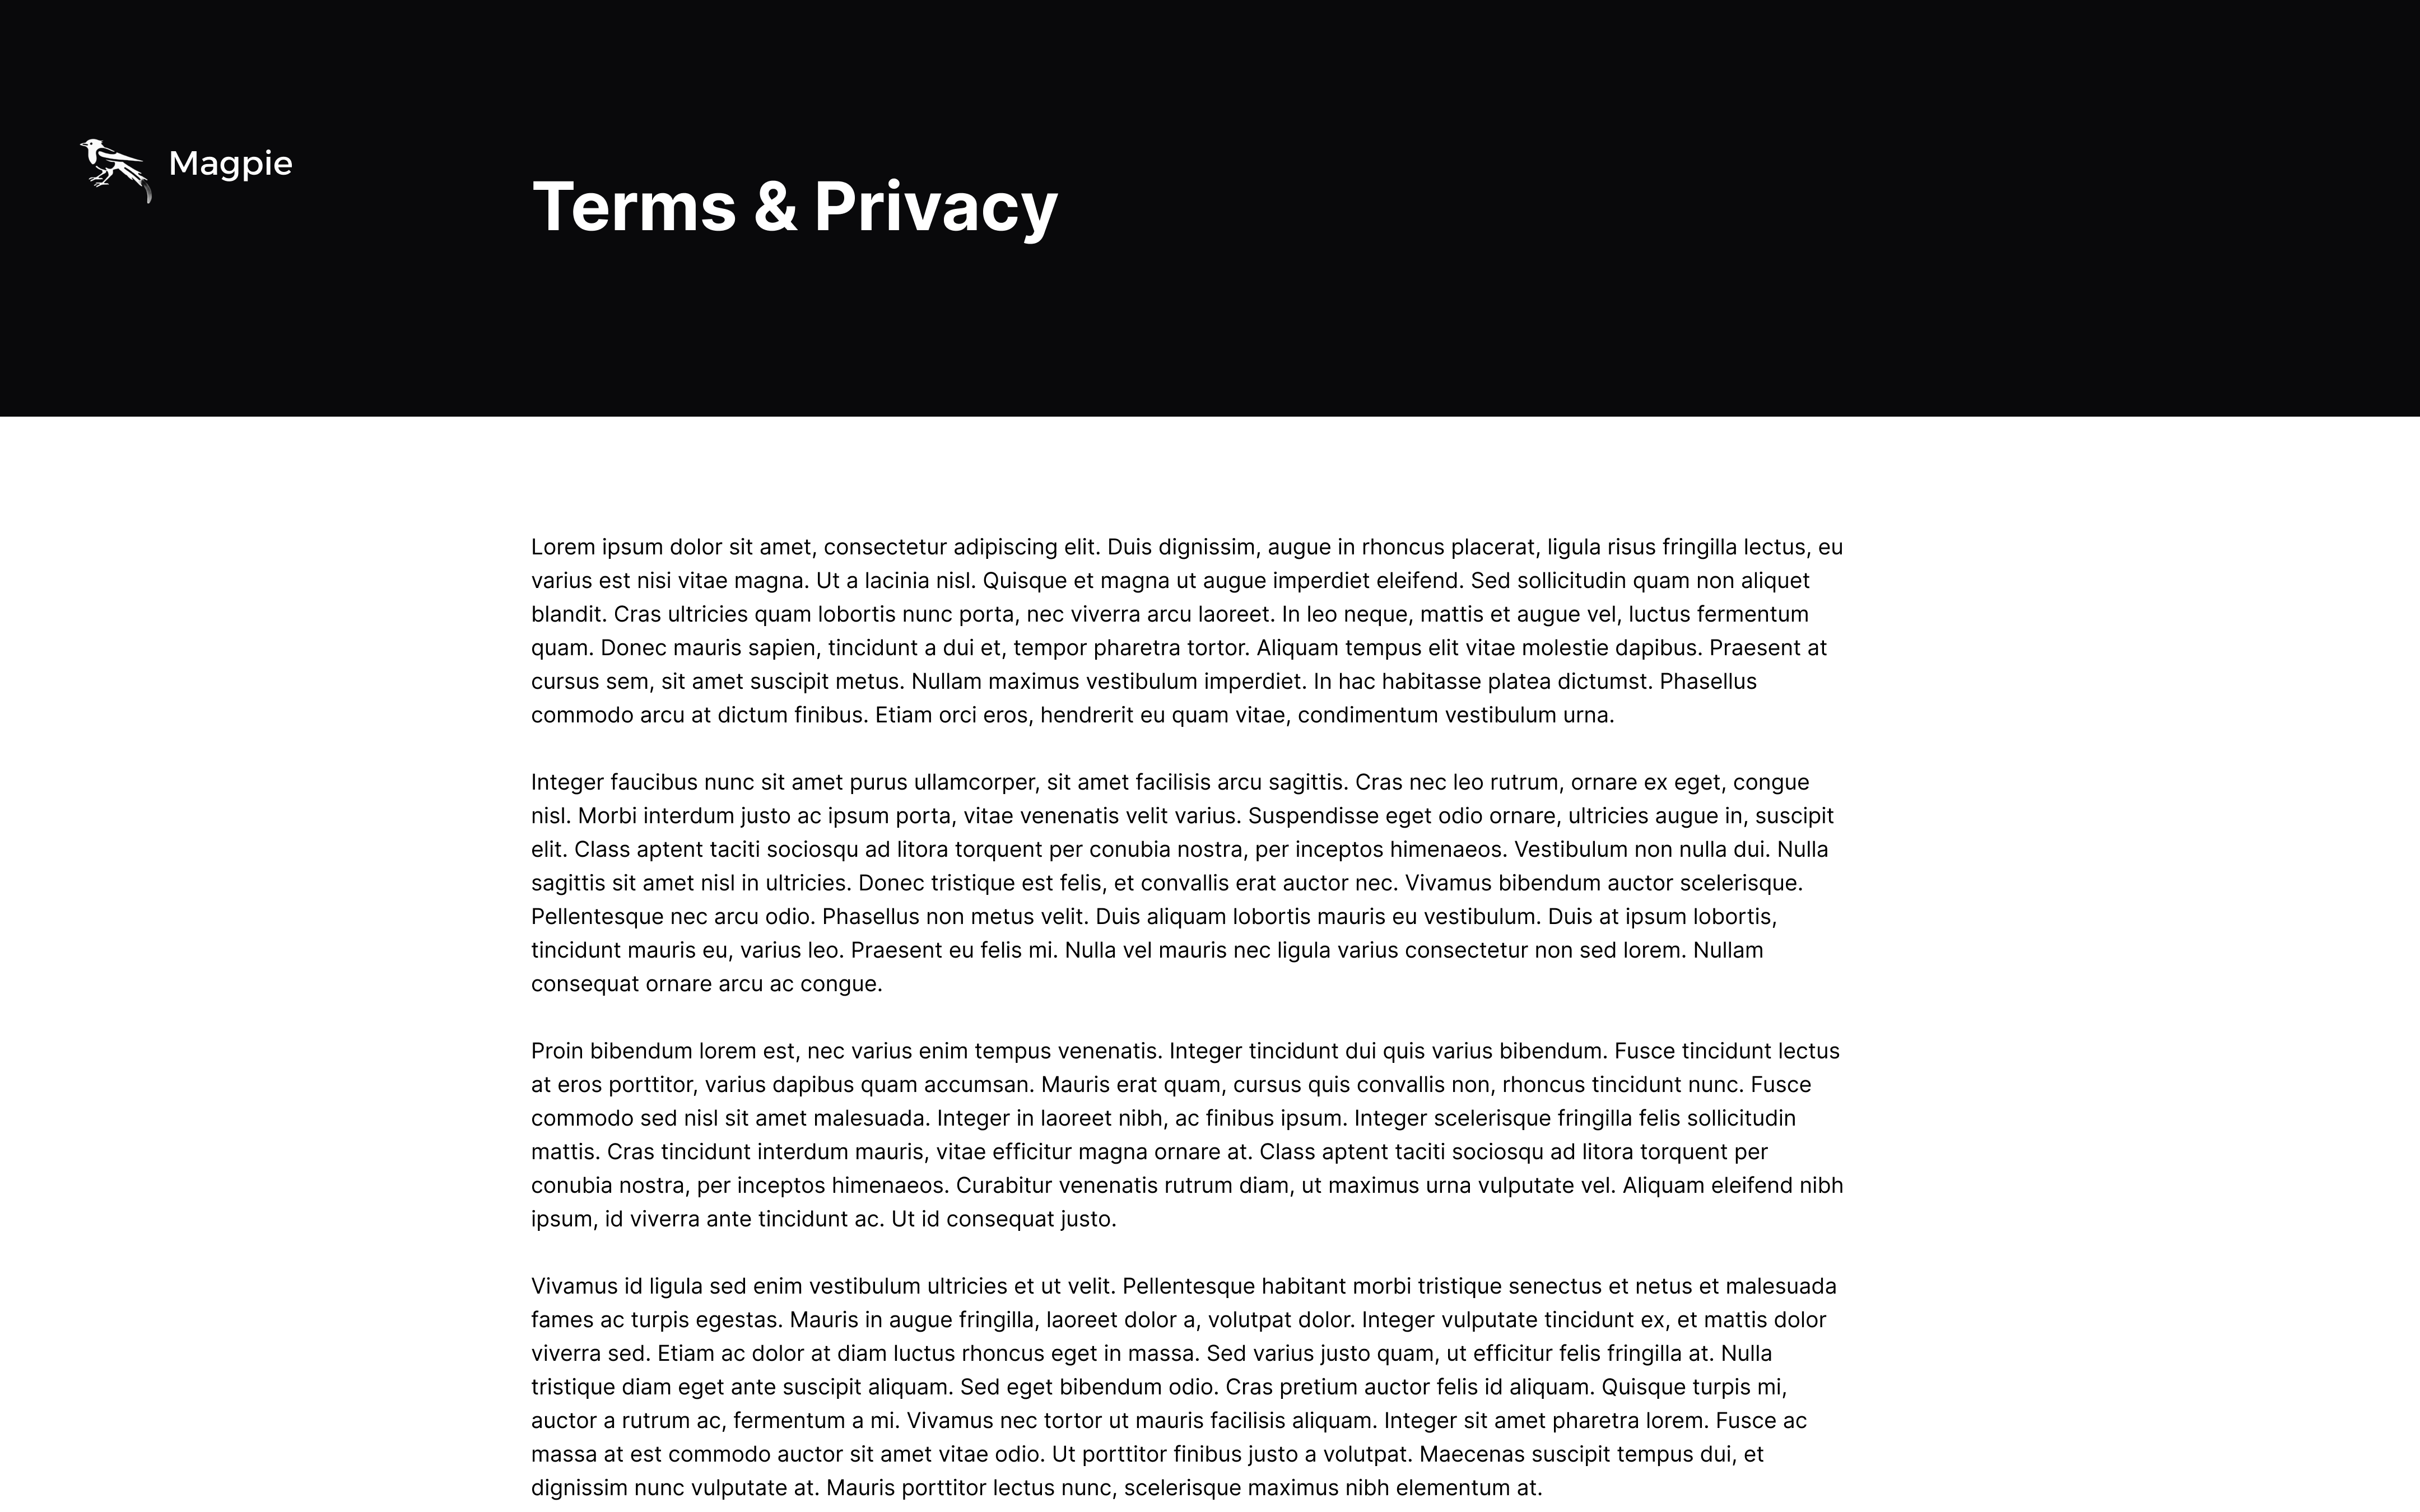 Magpie
Terms & Privacy
Lorem ipsum dolor sit amet, consectetur adipiscing elit. Duis dignissim, augue in rhoncus placerat, ligula risus fringilla lectus, eu
varius est nisi vitae magna. Ut a lacinia nisl. Quisque et magna ut augue imperdiet eleifend. Sed sollicitudin quam non aliquet
blandit. Cras ultricies quam lobortis nunc porta, nec viverra arcu laoreet. In leo neque, mattis et augue vel, luctus fermentum
quam. Donec mauris sapien, tincidunt a dui et, tempor pharetra tortor. Aliquam tempus elit vitae molestie dapibus. Praesent at
cursus sem, sit amet suscipit metus. Nullam maximus vestibulum imperdiet. In hac habitasse platea dictumst. Phasellus
commodo arcu at dictum finibus. Etiam orci eros, hendrerit eu quam vitae, condimentum vestibulum urna.
Integer faucibus nunc sit amet purus ullamcorper, sit amet facilisis arcu sagittis. Cras nec leo rutrum, ornare ex eget, congue
nisl. Morbi interdum justo ac ipsum porta, vitae venenatis velit varius. Suspendisse eget odio ornare, ultricies augue in, suscipit
elit. Class aptent taciti sociosqu ad litora torquent per conubia nostra, per inceptos himenaeos. Vestibulum non nulla dui. Nulla
sagittis sit amet nisl in ultricies. Donec tristique est felis, et convallis erat auctor nec. Vivamus bibendum auctor scelerisque.
Pellentesque nec arcu odio. Phasellus non metus velit. Duis aliquam lobortis mauris eu vestibulum. Duis at ipsum lobortis,
tincidunt mauris eu, varius leo. Praesent eu felis mi. Nulla vel mauris nec ligula varius consectetur non sed lorem. Nullam
consequat ornare arcu ac congue.
Proin bibendum lorem est, nec varius enim tempus venenatis. Integer tincidunt dui quis varius bibendum. Fusce tincidunt lectus
at eros porttitor, varius dapibus quam accumsan. Mauris erat quam, cursus quis convallis non, rhoncus tincidunt nunc. Fusce
commodo sed nisl sit amet malesuada. Integer in laoreet nibh, ac finibus ipsum. Integer scelerisque fringilla felis sollicitudin
mattis. Cras tincidunt interdum mauris, vitae efficitur magna ornare at. Class aptent taciti sociosqu ad litora torquent per
conubia nostra, per inceptos himenaeos. Curabitur venenatis rutrum diam, ut maximus urna vulputate vel. Aliquam eleifend nibh
ipsum, id viverra ante tincidunt ac. Ut id consequat justo.
Vivamus id ligula sed enim vestibulum ultricies et ut velit. Pellentesque habitant morbi tristique senectus et netus et malesuada
fames ac turpis egestas. Mauris in augue fringilla, laoreet dolor a, volutpat dolor. Integer vulputate tincidunt ex, et mattis dolor
viverra sed. Etiam ac dolor at diam luctus rhoncus eget in massa. Sed varius justo quam, ut efficitur felis fringilla at. Nulla
tristique diam eget ante suscipit aliquam. Sed eget bibendum odio. Cras pretium auctor felis id aliquam. Quisque turpis mi,
auctor a rutrum ac, fermentum a mi. Vivamus nec tortor ut mauris facilisis aliquam. Integer sit amet pharetra lorem. Fusce ac
massa at est commodo auctor sit amet vitae odio. Ut porttitor finibus justo a volutpat. Maecenas suscipit tempus dui, et
dignissim nunc vulputate at. Mauris porttitor lectus nunc, scelerisque maximus nibh elementum at.